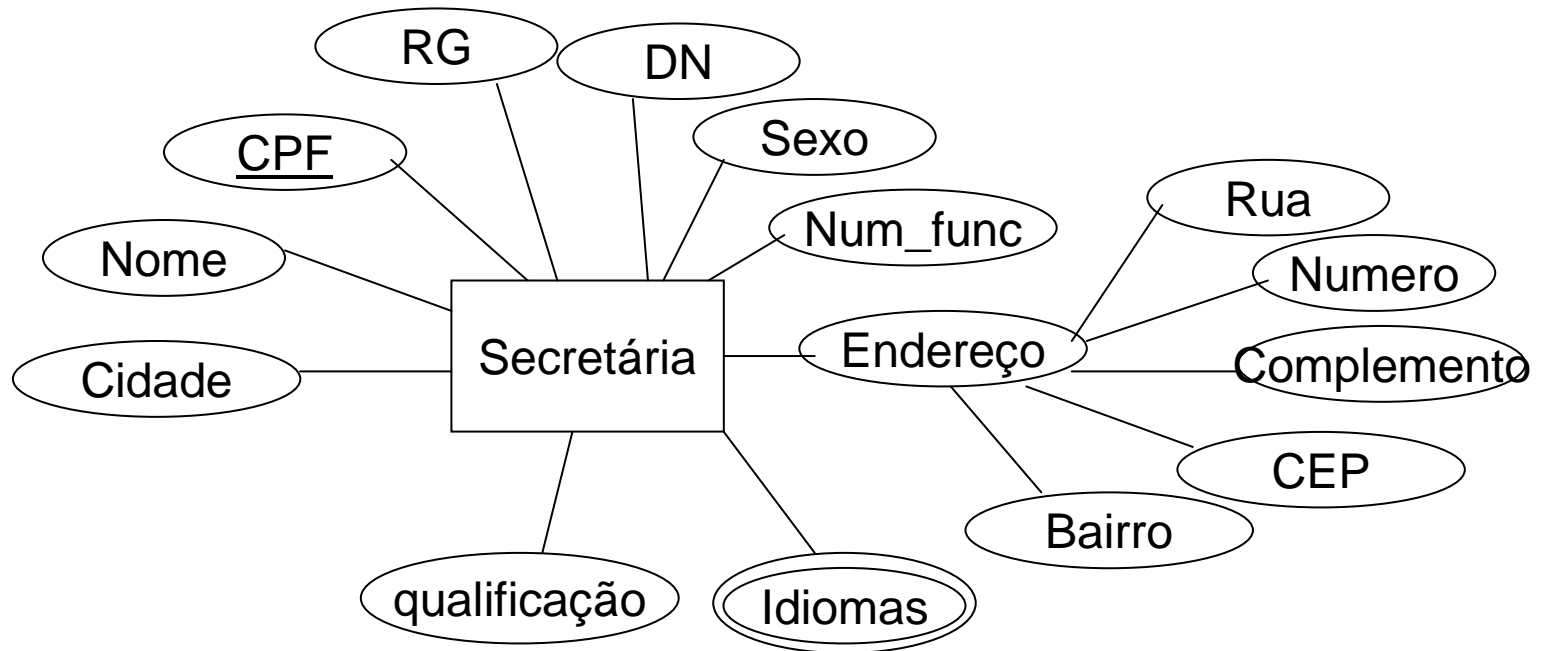 RG
DN
CPF
Sexo
Rua
Nome
Num_func
Numero
Secretária
Endereço
Complemento
Cidade
CEP
Bairro
qualificação
Idiomas